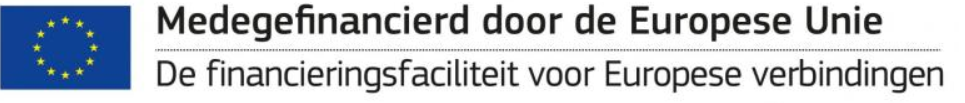 Medegefinancierd door de Europese Unie
De financieringsfaciliteit voor Europese verbindingen